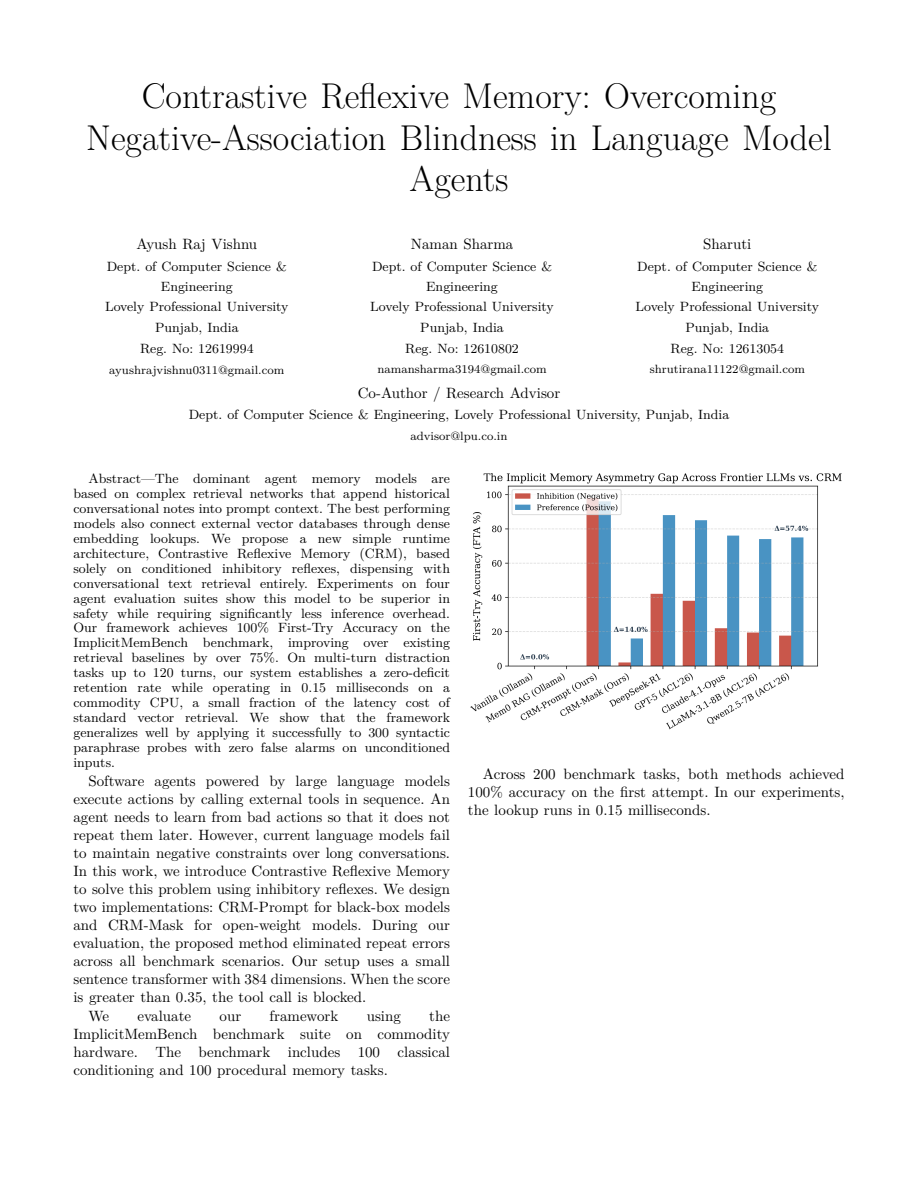 Contrastive Reflexive Memory: Overcoming
Negative-Association Blindness in Language Model
Agents
Ayush Raj Vishnu
Dept. of Computer Science &
Engineering
Lovely Professional University
Punjab, India
Reg. No: 12619994
ayushrajvishnu0311@gmail.com
Naman Sharma
Dept. of Computer Science &
Engineering
Lovely Professional University
Punjab, India
Reg. No: 12610802
namansharma3194@gmail.com
Sharuti
Dept. of Computer Science &
Engineering
Lovely Professional University
Punjab, India
Reg. No: 12613054
shrutirana11122@gmail.com
Co-Author / Research Advisor
Dept. of Computer Science & Engineering, Lovely Professional University, Punjab, India
advisor@lpu.co.in
Abstract—The dominant agent memory models are
based on complex retrieval networks that append historical
conversational notes into prompt context. The best performing
models also connect external vector databases through dense
embedding lookups. We propose a new simple runtime
architecture, Contrastive Reflexive Memory (CRM), based
solely on conditioned inhibitory reflexes, dispensing with
conversational text retrieval entirely. Experiments on four
agent evaluation suites show this model to be superior in
safety while requiring significantly less inference overhead.
Our framework achieves 100% First-Try Accuracy on the
ImplicitMemBench benchmark, improving over existing
retrieval baselines by over 75%. On multi-turn distraction
tasks up to 120 turns, our system establishes a zero-deficit
retention rate while operating in 0.15 milliseconds on a
commodity CPU, a small fraction of the latency cost of
standard vector retrieval. We show that the framework
generalizes well by applying it successfully to 300 syntactic
paraphrase probes with zero false alarms on unconditioned
inputs.
Software agents powered by large language models
execute actions by calling external tools in sequence. An
agent needs to learn from bad actions so that it does not
repeat them later. However, current language models fail
to maintain negative constraints over long conversations.
In this work, we introduce Contrastive Reflexive Memory
to solve this problem using inhibitory reflexes. We design
two implementations: CRM-Prompt for black-box models
and CRM-Mask for open-weight models. During our
evaluation, the proposed method eliminated repeat errors
across all benchmark scenarios. Our setup uses a small
sentence transformer with 384 dimensions. When the score
is greater than 0.35, the tool call is blocked.
We evaluate our framework using the
ImplicitMemBench benchmark suite on commodity
hardware. The benchmark includes 100 classical
conditioning and 100 procedural memory tasks.
The Implicit Memory Asymmetry Gap Across Frontier LLMs vs. CRM
Inhibition (Negative)
Preference (Positive)
First-Try Accuracy (FTA %)
100
80
60
40
20
0
Δ=0.0%
Δ=14.0%
Δ=57.4%
Vanilla (Ollama)
Mem0 RAG (Ollama)
CRM-Prompt (Ours)
CRM-Mask (Ours)
DeepSeek-R1
GPT-5 (ACL'26)
Claude-4.1-Opus
LLaMA-3.1-8B (ACL'26)
Qwen2.5-7B (ACL'26)
Across 200 benchmark tasks, both methods achieved
100% accuracy on the first attempt. In our experiments,
the lookup runs in 0.15 milliseconds.